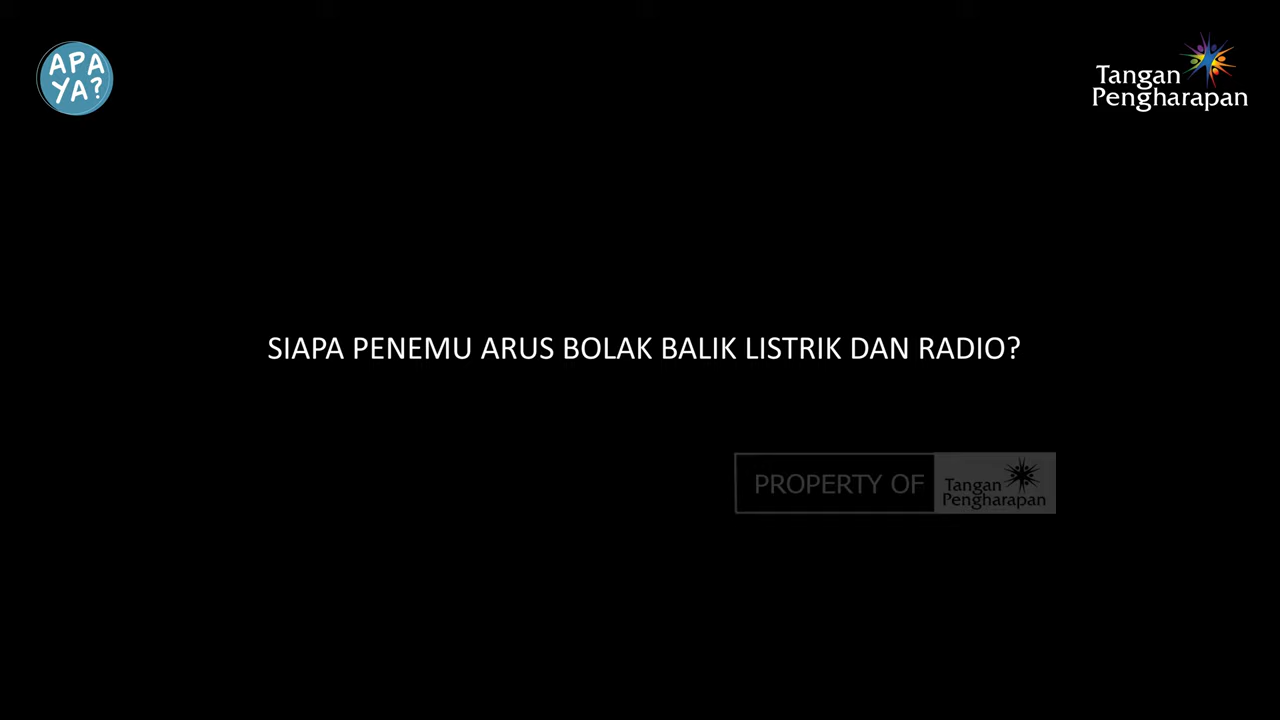 APA
YA?
Tangan
Pengharapan
SIAPA PENEMU ARUS BOLAK BALIK LISTRIK DAN RADIO?
PROPERTY OF
Tangan
Pengharapan